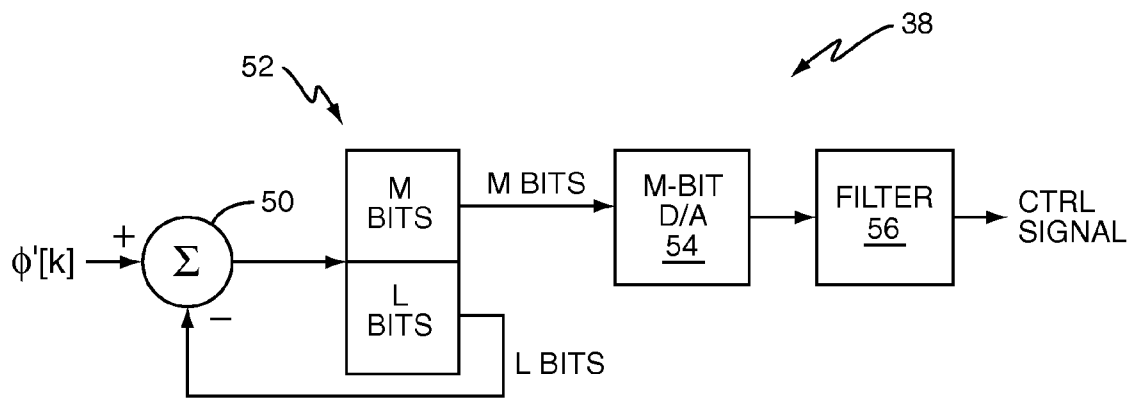 38
52
50
M
BITS
L
BITS
M BITS
M-BIT
D/A
54
FILTER
56
CTRL
SIGNAL
ϕ'[k]
+
Σ
−
L BITS